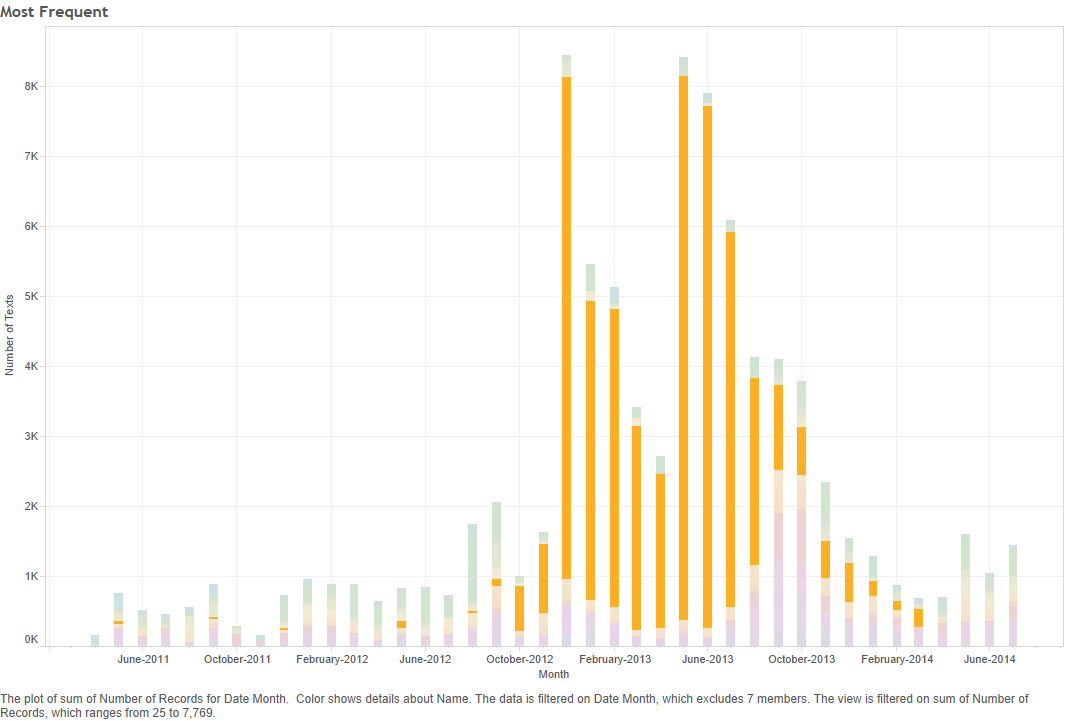 Most Frequent
8K
7K
6K
5K
4K
3K
2K
1K
0K
Number of Texts
June-2011 October-2011 February-2012 June-2012 October-2012 February-2013 June-2013 October-2013 February-2014 June-2014
Month
The plot of sum of Number of Records for Date Month.  Color shows details about Name. The data is filtered on Date Month, which excludes 7 members. The view is filtered on sum of Number of
Records, which ranges from 25 to 7,769.